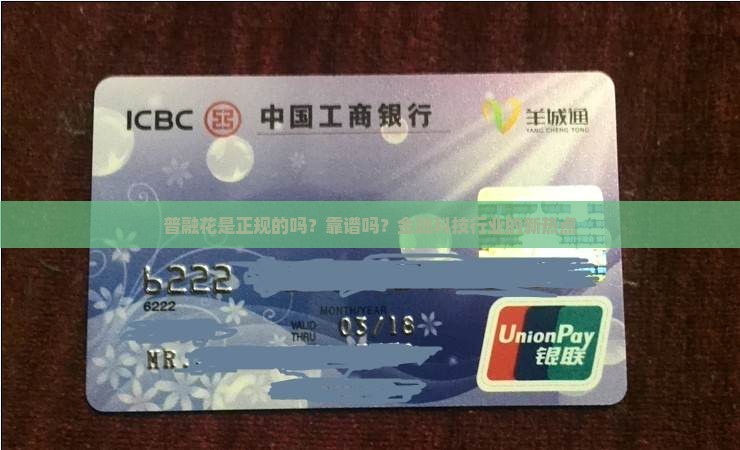 ICBC 中国工商银行 羊城通
YANG CHENG TONG
普融花是正规的吗？靠谱吗？金融科技行业的新热点
6222
6222
MONTH/YEAR
VALID THRU 03/18
MR.
UnionPay
银联